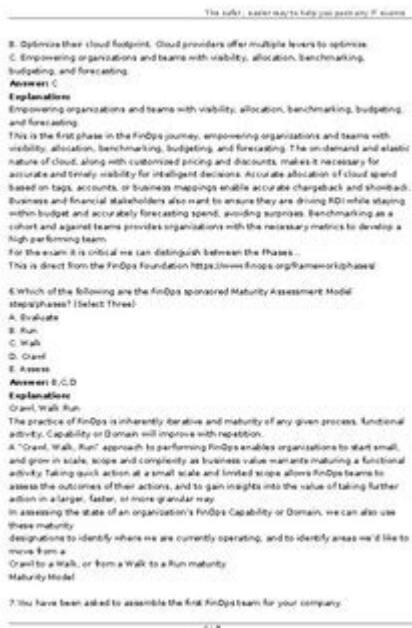 The safer , easier way to help you pass any IT exams.
B. Optimize their cloud footprint. Cloud providers offer multiple levers to optimize.
C. Empowering organizations and teams with visibility, allocation, benchmarking,
budgeting, and forecasting.
Answer: C
Explanation:
Empowering organizations and teams with visibility, allocation, benchmarking, budgeting,
and forecasting.
This is the first phase in the FinOps journey, empowering organizations and teams with
visibility, allocation, benchmarking, budgeting, and forecasting. The on-demand and elastic
nature of cloud, along with customized pricing and discounts, makes it necessary for
accurate and timely visibility for intelligent decisions. Accurate allocation of cloud spend
based on tags, accounts, or business mappings enable accurate chargeback and showback.
Business and financial stakeholders also want to ensure they are driving ROI while staying
within budget and accurately forecasting spend, avoiding surprises. Benchmarking as a
cohort and against teams provides organizations with the necessary metrics to develop a
high performing team.
For the exam it is critical we can distinguish between the Phases...
This is direct from the FinOps Foundation https://www.finops.org/framework/phases/
6.Which of the following are the FinOps sponsored Maturity Assessment Model
steps/phases? (Select Three)
A. Evaluate
B. Run
C. Walk
D. Crawl
E. Assess
Answer: B,C,D
Explanation:
Crawl, Walk, Run
The practice of FinOps is inherently iterative and maturity of any given process, functional
activity, Capability or Domain will improve with repetition.
A "Crawl, Walk, Run" approach to performing FinOps enables organizations to start small,
and grow in scale, scope and complexity as business value warrants maturing a functional
activity. Taking quick action at a small scale and limited scope allows FinOps teams to
assess the outcomes of their actions, and to gain insights into the value of taking further
action in a larger, faster, or more granular way.
In assessing the state of an organization's FinOps Capability or Domain, we can also use
these maturity
designations to identify where we are currently operating, and to identify areas we'd like to
move from a
Crawl to a Walk, or from a Walk to a Run maturity.
Maturity Model
7.You have been asked to assemble the first FinOps team for your company.